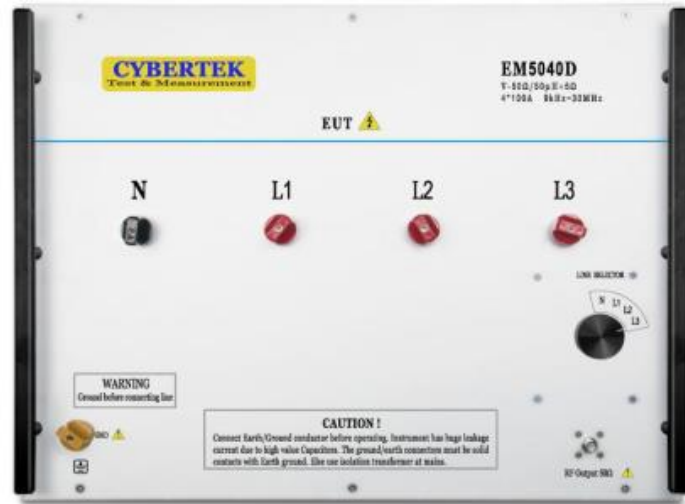 CYBERTEK
Test & Measurement
EM5040D
V-50Ω/50μH+5Ω
4*100A 9kHz-30MHz
EUT
N L1 L2 L3
LINE SELECTOR
N L1 L2 L3
WARNING
Ground before connecting line
GND
CAUTION !
Connect Earth/Ground conductor before operating. Instrument has huge leakage
current due to high value Capacitors. The ground/earth connectors must be solid
contacts with Earth ground. Else use isolation transformer at mains.
RF Output 50Ω